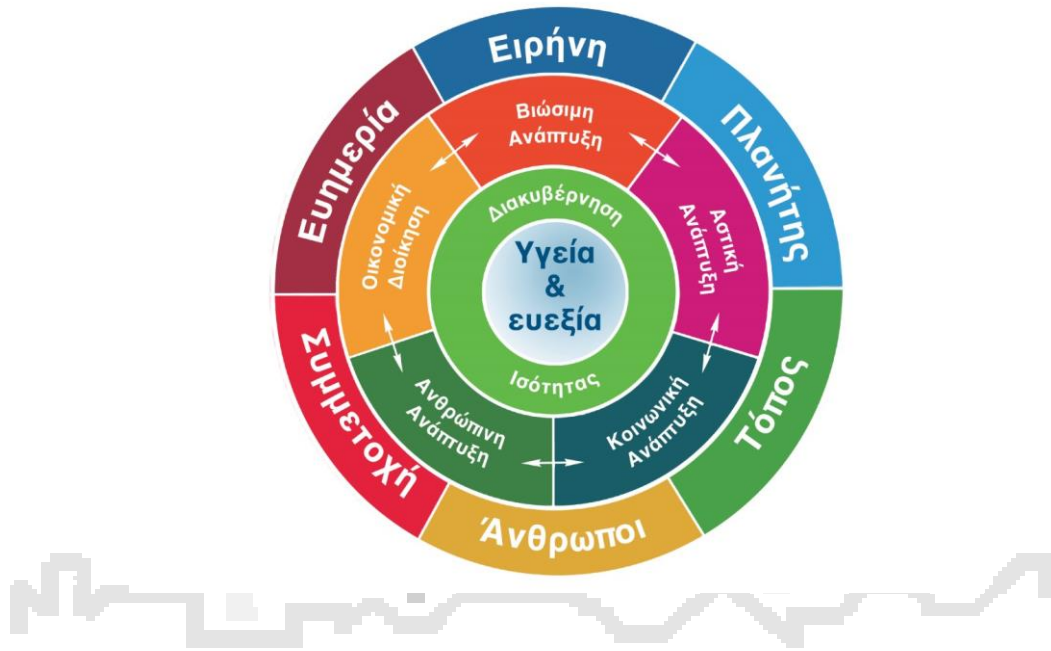 Ειρήνη
Πλανήτης
Τόπος
Άνθρωποι
Συμμετοχή
Ευημερία
Βιώσιμη
Ανάπτυξη
Αστική
Ανάπτυξη
Κοινωνική
Ανάπτυξη
Ανθρώπινη
Ανάπτυξη
Οικονομική
Διοίκηση
Διακυβέρνηση
Ισότητας
Υγεία
&
ευεξία